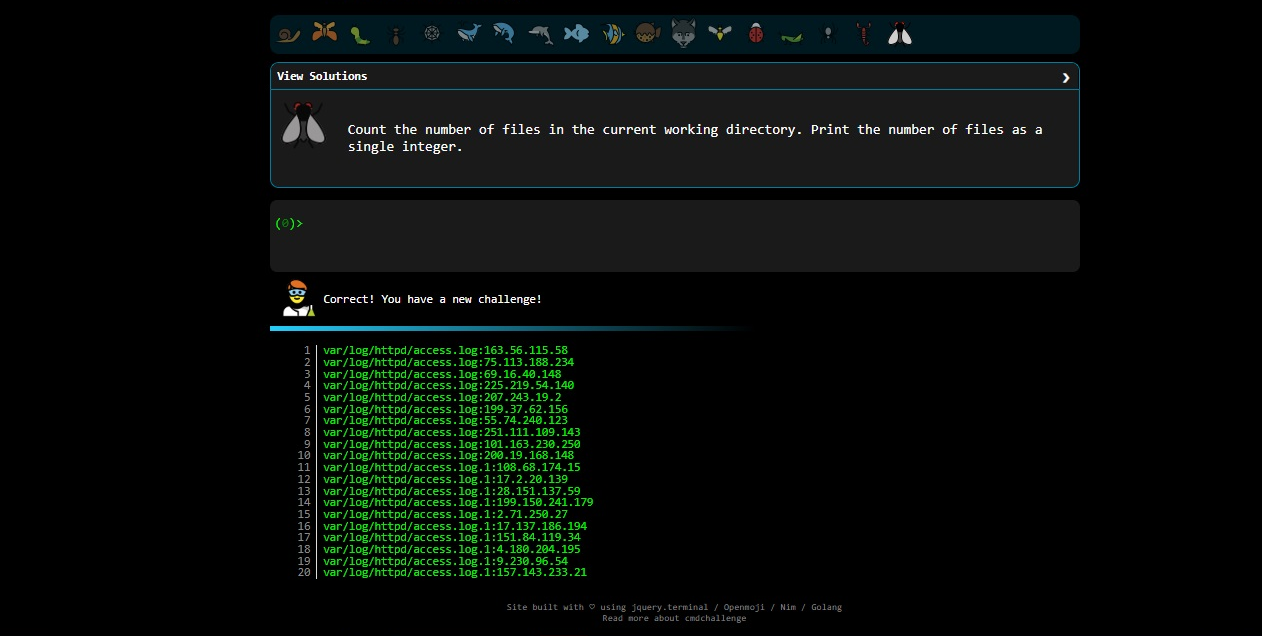 View Solutions ❯
Count the number of files in the current working directory. Print the number of files as a
single integer.
(0)>
Correct! You have a new challenge!
1 var/log/httpd/access.log:163.56.115.58
2 var/log/httpd/access.log:75.113.188.234
3 var/log/httpd/access.log:69.16.40.148
4 var/log/httpd/access.log:225.219.54.140
5 var/log/httpd/access.log:207.243.19.2
6 var/log/httpd/access.log:199.37.62.156
7 var/log/httpd/access.log:55.74.240.123
8 var/log/httpd/access.log:251.111.109.143
9 var/log/httpd/access.log:101.163.230.250
10 var/log/httpd/access.log:200.19.168.148
11 var/log/httpd/access.log.1:108.68.174.15
12 var/log/httpd/access.log.1:17.2.20.139
13 var/log/httpd/access.log.1:28.151.137.59
14 var/log/httpd/access.log.1:199.150.241.179
15 var/log/httpd/access.log.1:2.71.250.27
16 var/log/httpd/access.log.1:17.137.186.194
17 var/log/httpd/access.log.1:151.84.119.34
18 var/log/httpd/access.log.1:4.180.204.195
19 var/log/httpd/access.log.1:9.230.96.54
20 var/log/httpd/access.log.1:157.143.233.21
Site built with ♡ using jquery.terminal / Openmoji / Nim / Golang
Read more about cmdchallenge